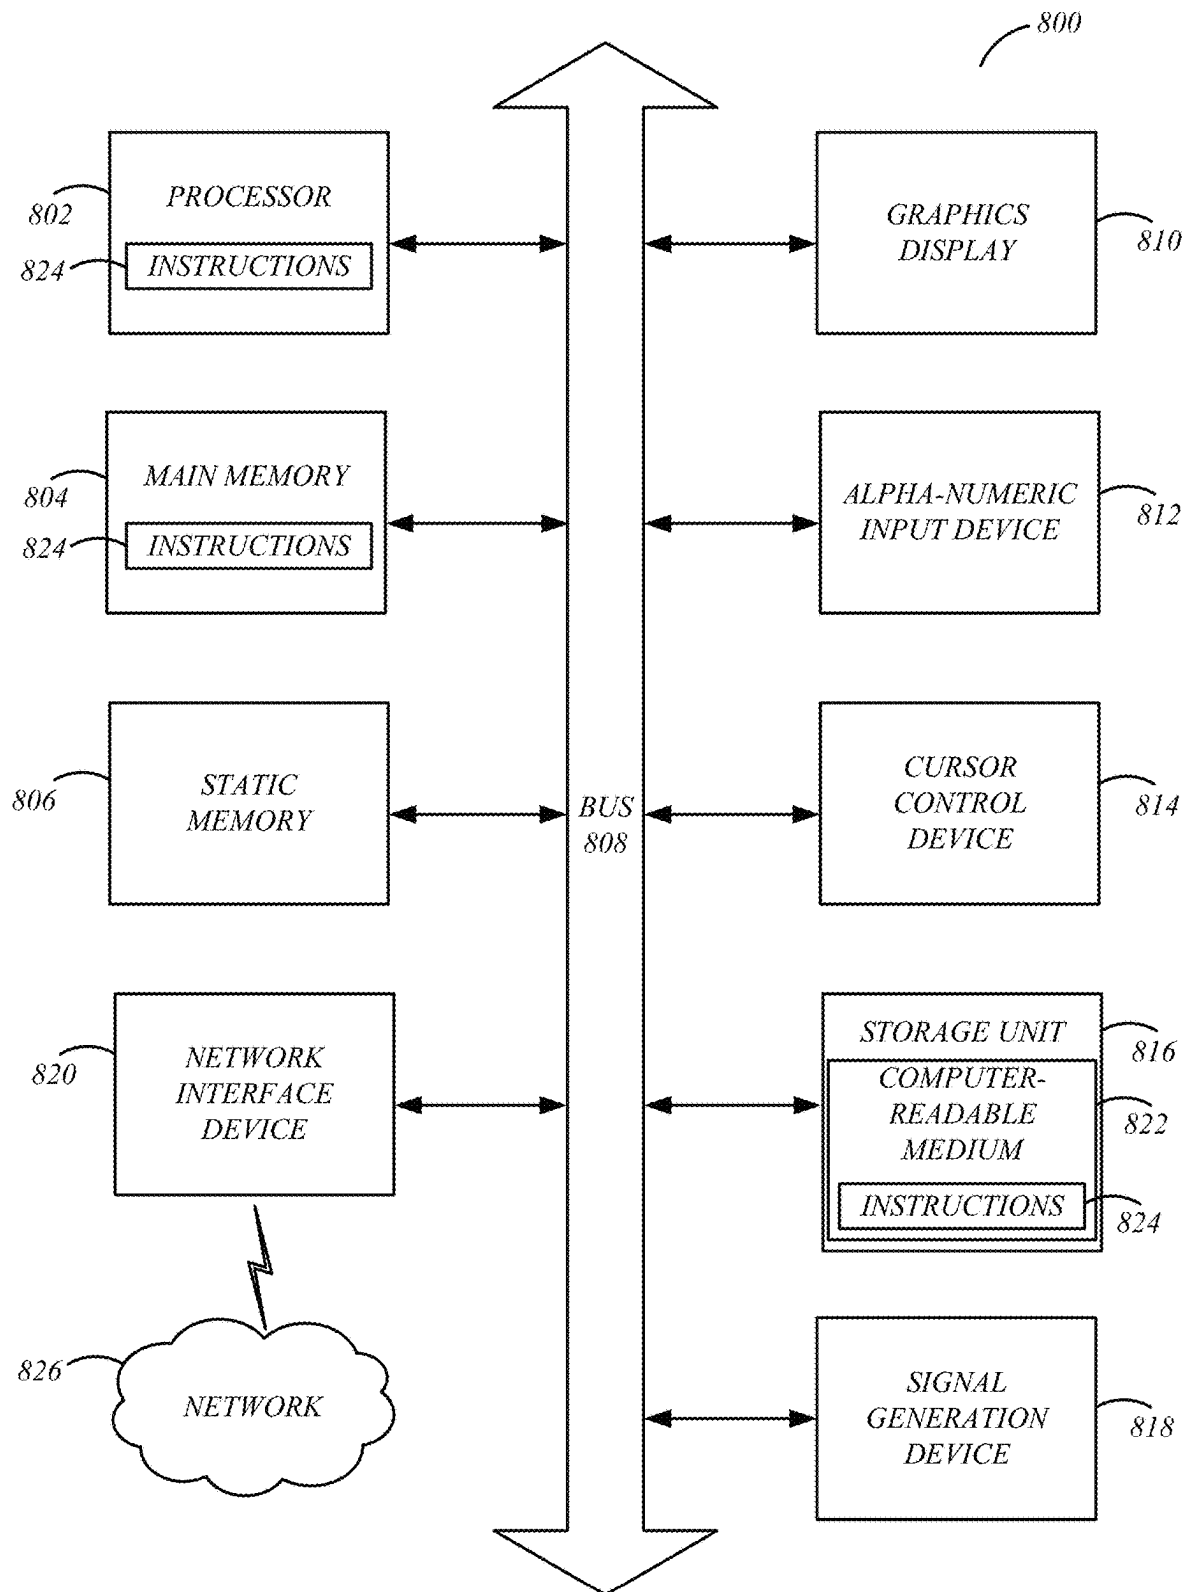 800
802
PROCESSOR
824
INSTRUCTIONS
GRAPHICS
DISPLAY
810
804
MAIN MEMORY
824
INSTRUCTIONS
ALPHA-NUMERIC
INPUT DEVICE
812
806
STATIC
MEMORY
BUS
808
CURSOR
CONTROL
DEVICE
814
820
NETWORK
INTERFACE
DEVICE
STORAGE UNIT
816
COMPUTER-
READABLE
MEDIUM
822
INSTRUCTIONS
824
826
NETWORK
SIGNAL
GENERATION
DEVICE
818